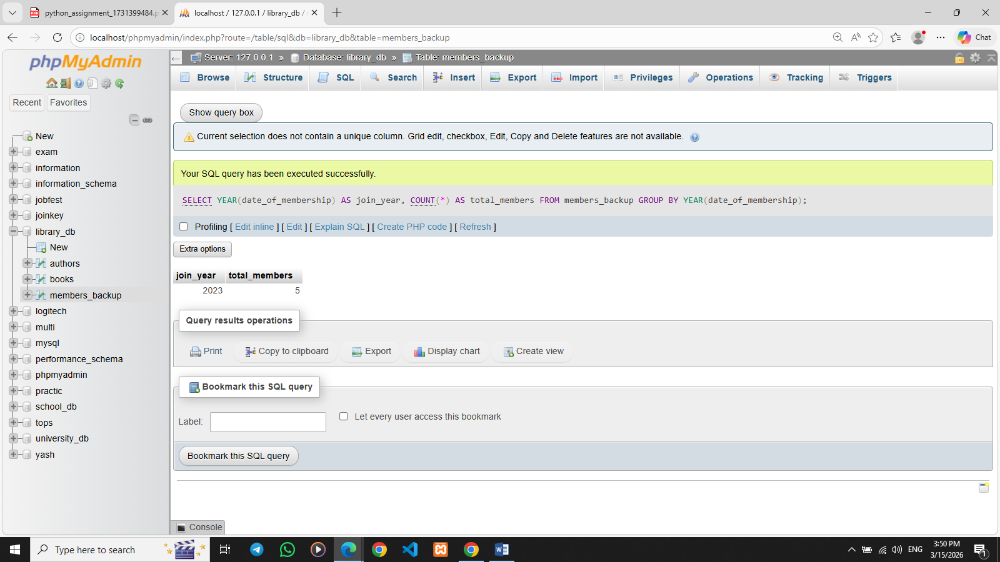 python_assignment_1731399484.p
localhost / 127.0.0.1 / library_db /
localhost/phpmyadmin/index.php?route=/table/sql&db=library_db&table=members_backup
Chat
phpMyAdmin
Recent
Favorites
New
exam
information
information_schema
jobfest
joinkey
library_db
New
authors
books
members_backup
logitech
multi
mysql
performance_schema
phpmyadmin
practic
school_db
tops
university_db
yash
Server: 127.0.0.1 » Database: library_db » Table: members_backup
Browse
Structure
SQL
Search
Insert
Export
Import
Privileges
Operations
Tracking
Triggers
Show query box
Current selection does not contain a unique column. Grid edit, checkbox, Edit, Copy and Delete features are not available.
Your SQL query has been executed successfully.
SELECT YEAR(date_of_membership) AS join_year, COUNT(*) AS total_members FROM members_backup GROUP BY YEAR(date_of_membership);
Profiling [ Edit inline ] [ Edit ] [ Explain SQL ] [ Create PHP code ] [ Refresh ]
Extra options
join_year total_members
2023 5
Query results operations
Print
Copy to clipboard
Export
Display chart
Create view
Bookmark this SQL query
Label:
Let every user access this bookmark
Bookmark this SQL query
Console
Type here to search
ENG
3:50 PM
3/15/2026
1